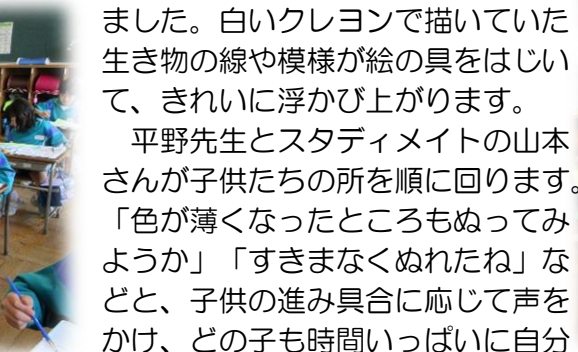 ました。白いクレヨンで描いていた
生き物の線や模様が絵の具をはじい
て、きれいに浮かび上がります。
　平野先生とスタディメイトの山本
さんが子供たちの所を順に回ります。
「色が薄くなったところもぬってみ
ようか」「すきまなくぬれたね」な
どと、子供の進み具合に応じて声を
かけ、どの子も時間いっぱいに自分